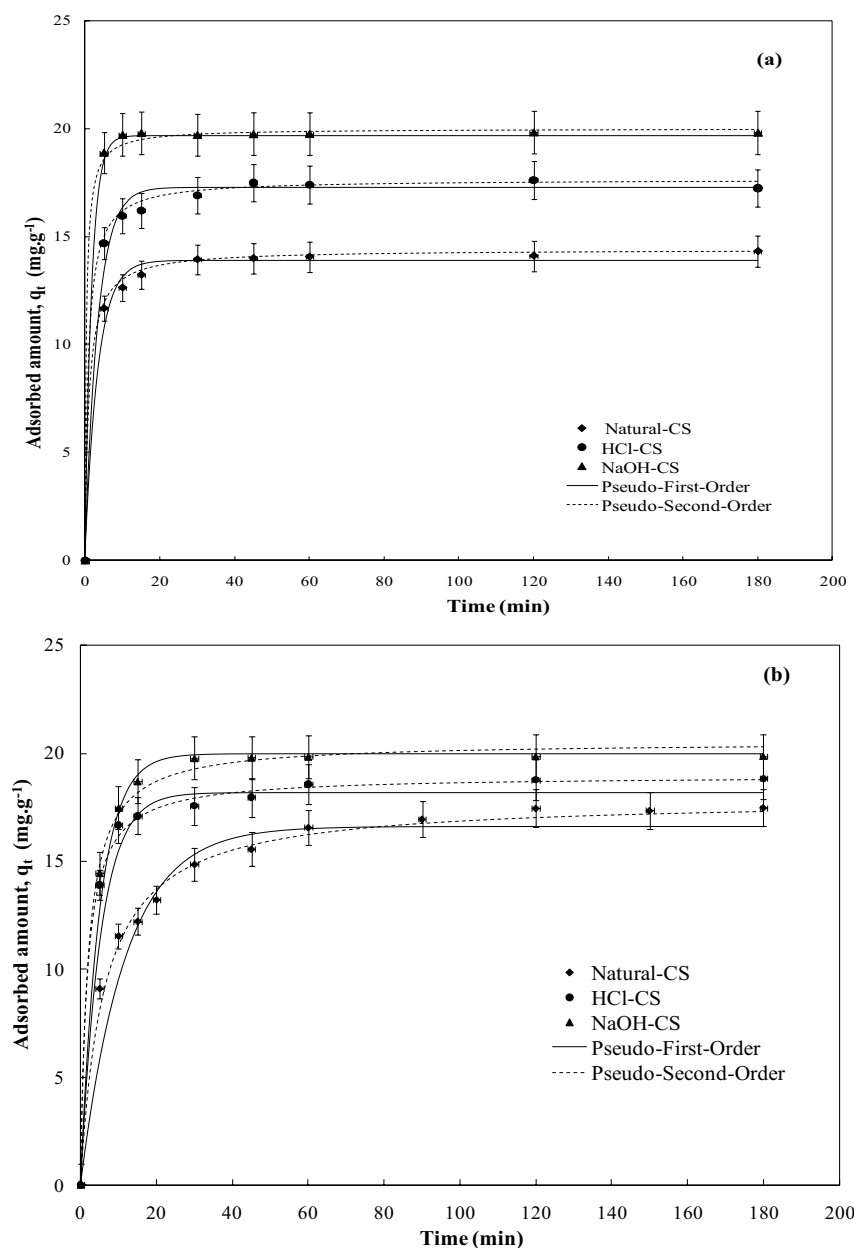 25
(a)
20
15
10
5
0
Adsorbed amount, qt (mg.g-1)
Natural-CS
HCl-CS
NaOH-CS
Pseudo-First-Order
Pseudo-Second-Order
0 20 40 60 80 100 120 140 160 180 200
Time (min)
25
(b)
20
15
10
5
0
Adsorbed amount, qt (mg.g-1)
Natural-CS
HCl-CS
NaOH-CS
Pseudo-First-Order
Pseudo-Second-Order
0 20 40 60 80 100 120 140 160 180 200
Time (min)